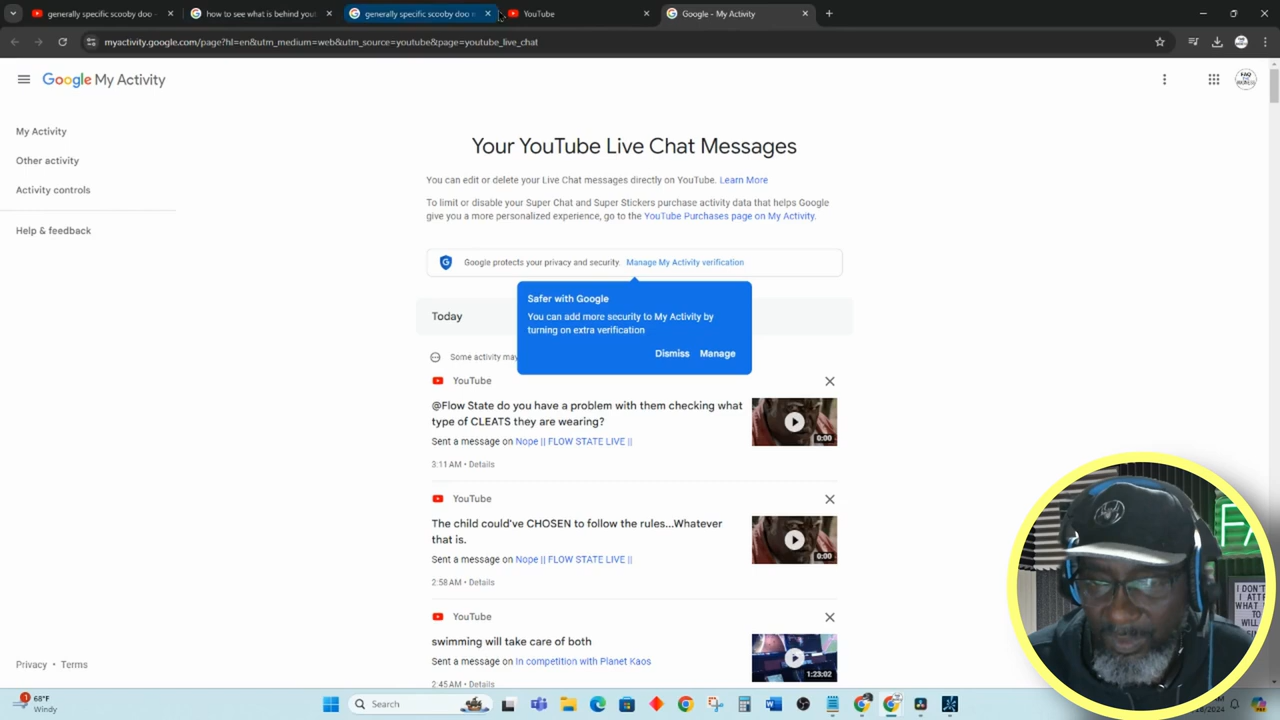 generally specific scooby doo
how to see what is behind yout
generally specific scooby doo
YouTube
Google - My Activity
myactivity.google.com/page?hl=en&utm_medium=web&utm_source=youtube&page=youtube_live_chat
Google My Activity
My Activity
Other activity
Activity controls
Help & feedback
Your YouTube Live Chat Messages
You can edit or delete your Live Chat messages directly on YouTube. Learn More
To limit or disable your Super Chat and Super Stickers purchase activity data that helps Google
give you a more personalized experience, go to the YouTube Purchases page on My Activity.
Google protects your privacy and security. Manage My Activity verification
Safer with Google
You can add more security to My Activity by
turning on extra verification
Dismiss Manage
Today
Some activity may
YouTube
@Flow State do you have a problem with them checking what
type of CLEATS they are wearing?
Sent a message on Nope || FLOW STATE LIVE ||
3:11 AM • Details
0:00
YouTube
The child could've CHOSEN to follow the rules...Whatever
that is.
Sent a message on Nope || FLOW STATE LIVE ||
2:58 AM • Details
0:00
YouTube
swimming will take care of both
Sent a message on In competition with Planet Kaos
2:45 AM • Details
1:23:02
Privacy • Terms
I DON'T
WHAT
TO
WILL
1
68°F
Windy
Search